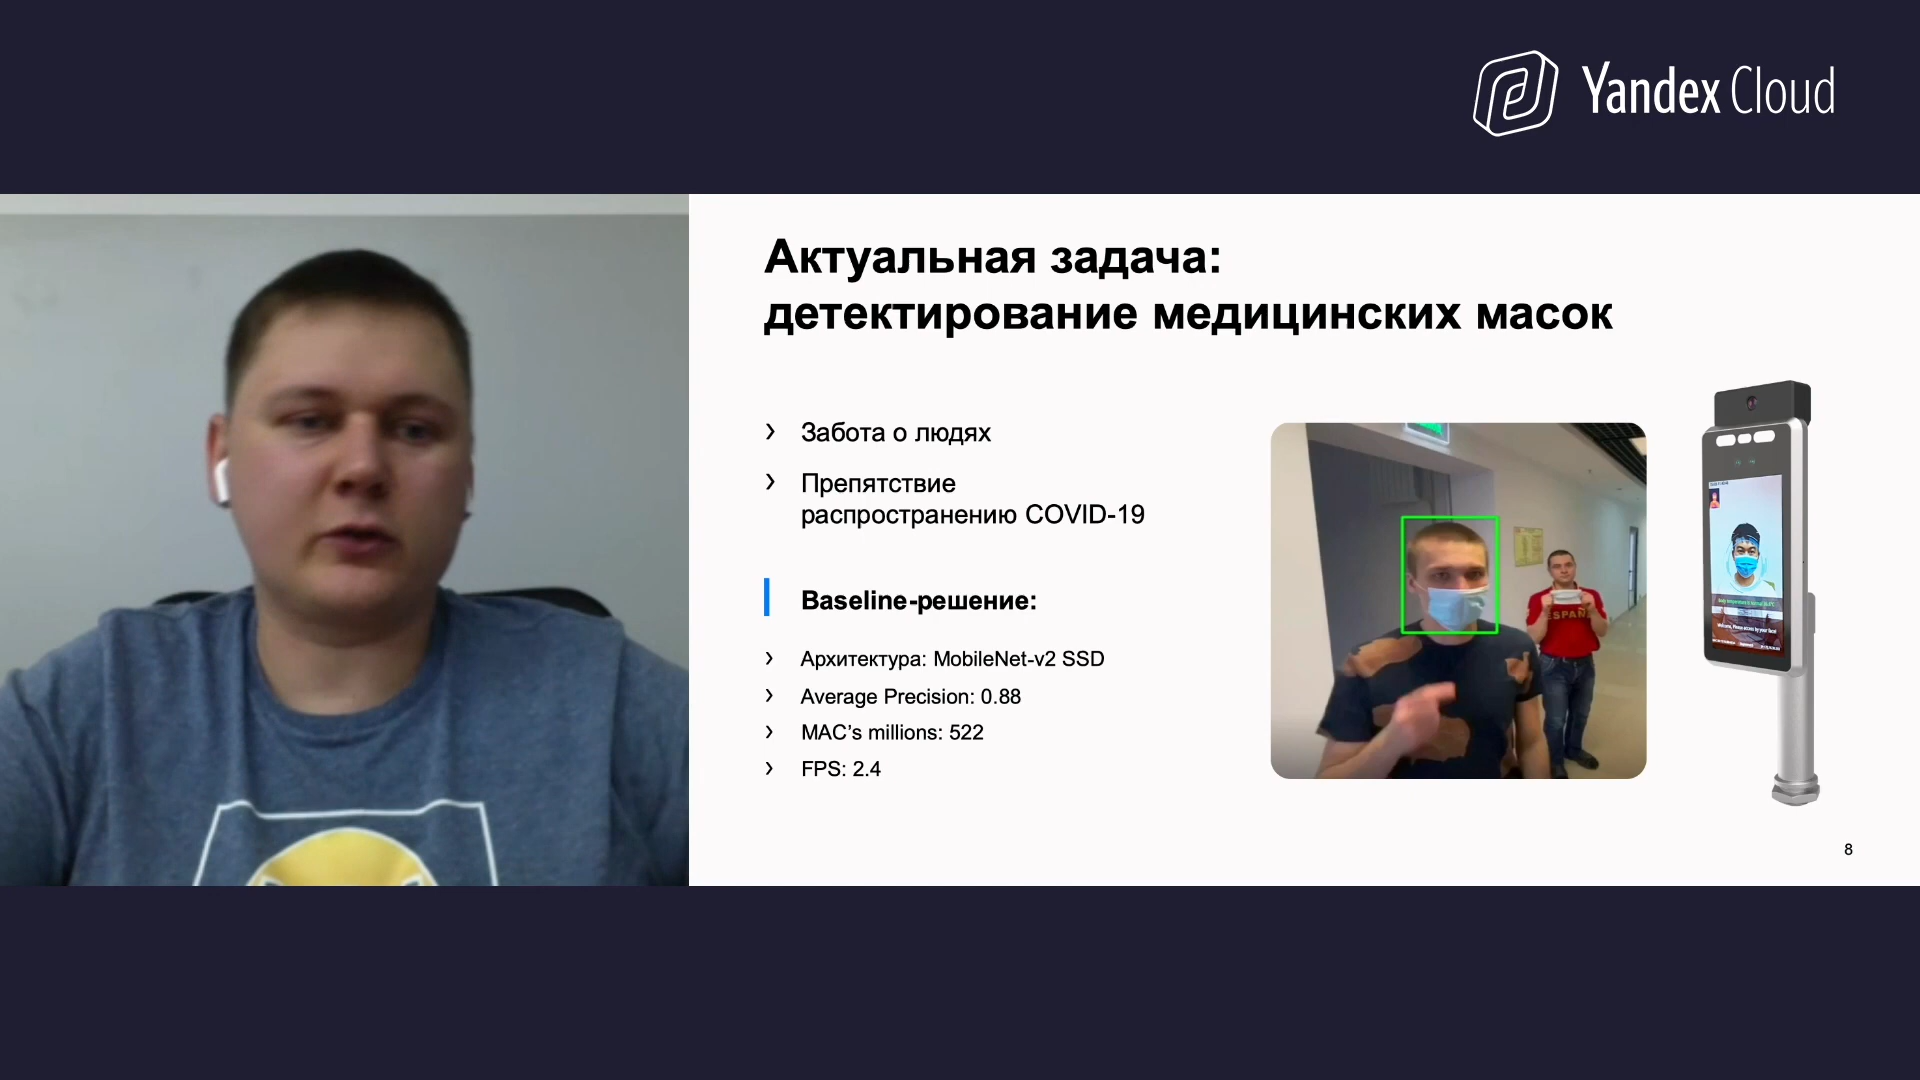 Yandex Cloud
Актуальная задача:
детектирование медицинских масок
Забота о людях
Препятствие
распространению COVID-19
Baseline-решение:
Архитектура: MobileNet-v2 SSD
Average Precision: 0.88
MAC’s millions: 522
FPS: 2.4
ESPAÑA
8